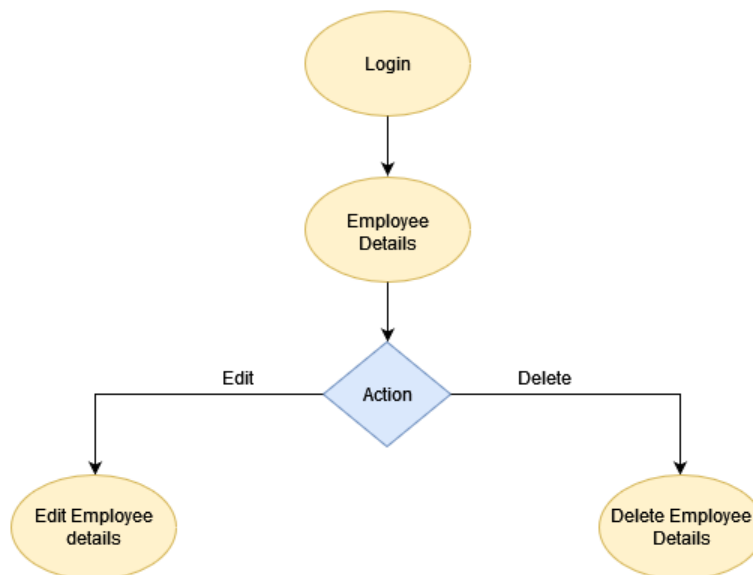 Login
Employee
Details
Edit
Action
Delete
Edit Employee
details
Delete Employee
Details